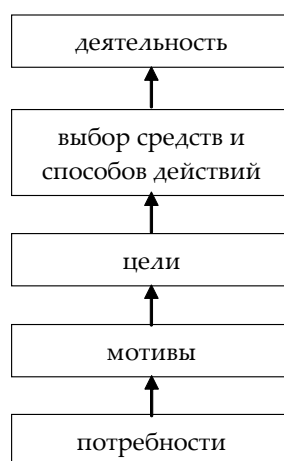 деятельность
выбор средств и
способов действий
цели
мотивы
потребности